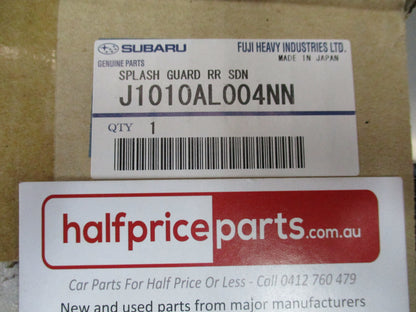 SUBARU FUJI HEAVY INDUSTRIES LTD.
GENUINE PARTS MADE IN JAPAN
SPLASH GUARD RR SDN
J1010AL004NN
QTY 1
halfpriceparts.com.au
Car Parts For Half Price Or Less - Call 0412 760 479
New and used parts from major manufacturers